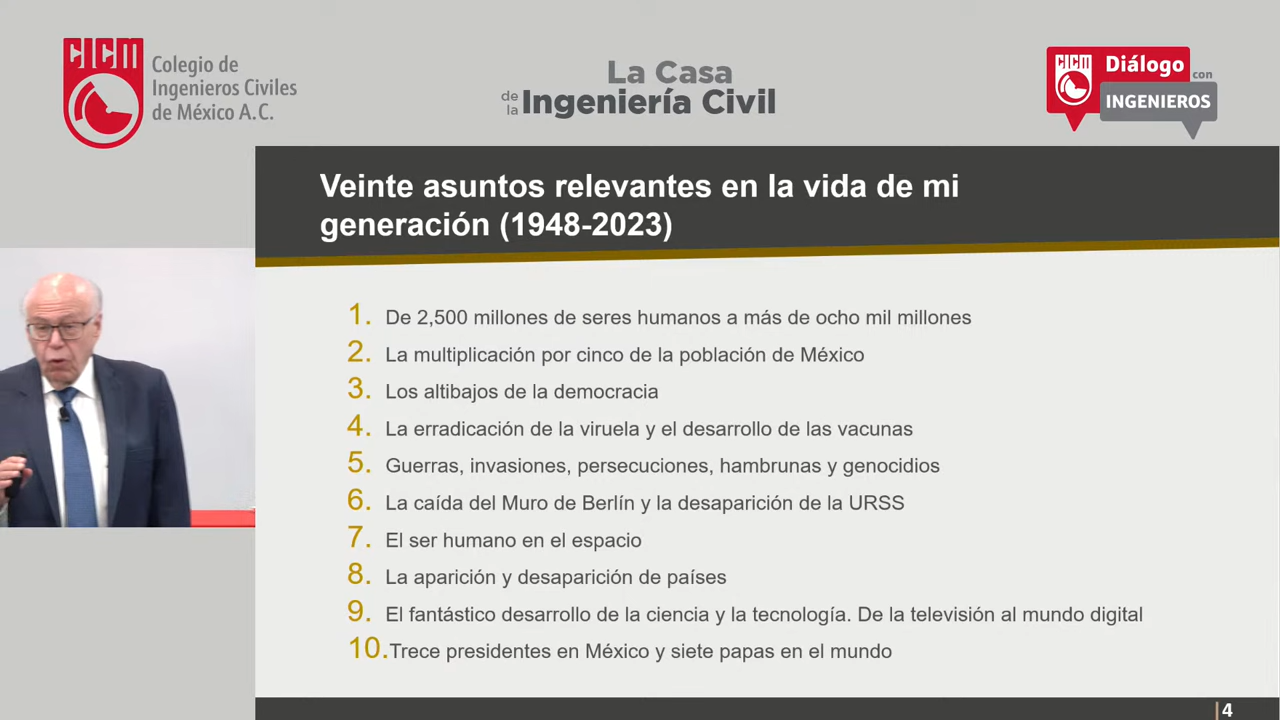 CICM
Colegio de
Ingenieros Civiles
de México A.C.
La Casa
de la Ingeniería Civil
CICM
Diálogo con
INGENIEROS
Veinte asuntos relevantes en la vida de mi
generación (1948-2023)
1. De 2,500 millones de seres humanos a más de ocho mil millones
2. La multiplicación por cinco de la población de México
3. Los altibajos de la democracia
4. La erradicación de la viruela y el desarrollo de las vacunas
5. Guerras, invasiones, persecuciones, hambrunas y genocidios
6. La caída del Muro de Berlín y la desaparición de la URSS
7. El ser humano en el espacio
8. La aparición y desaparición de países
9. El fantástico desarrollo de la ciencia y la tecnología. De la televisión al mundo digital
10. Trece presidentes en México y siete papas en el mundo
4